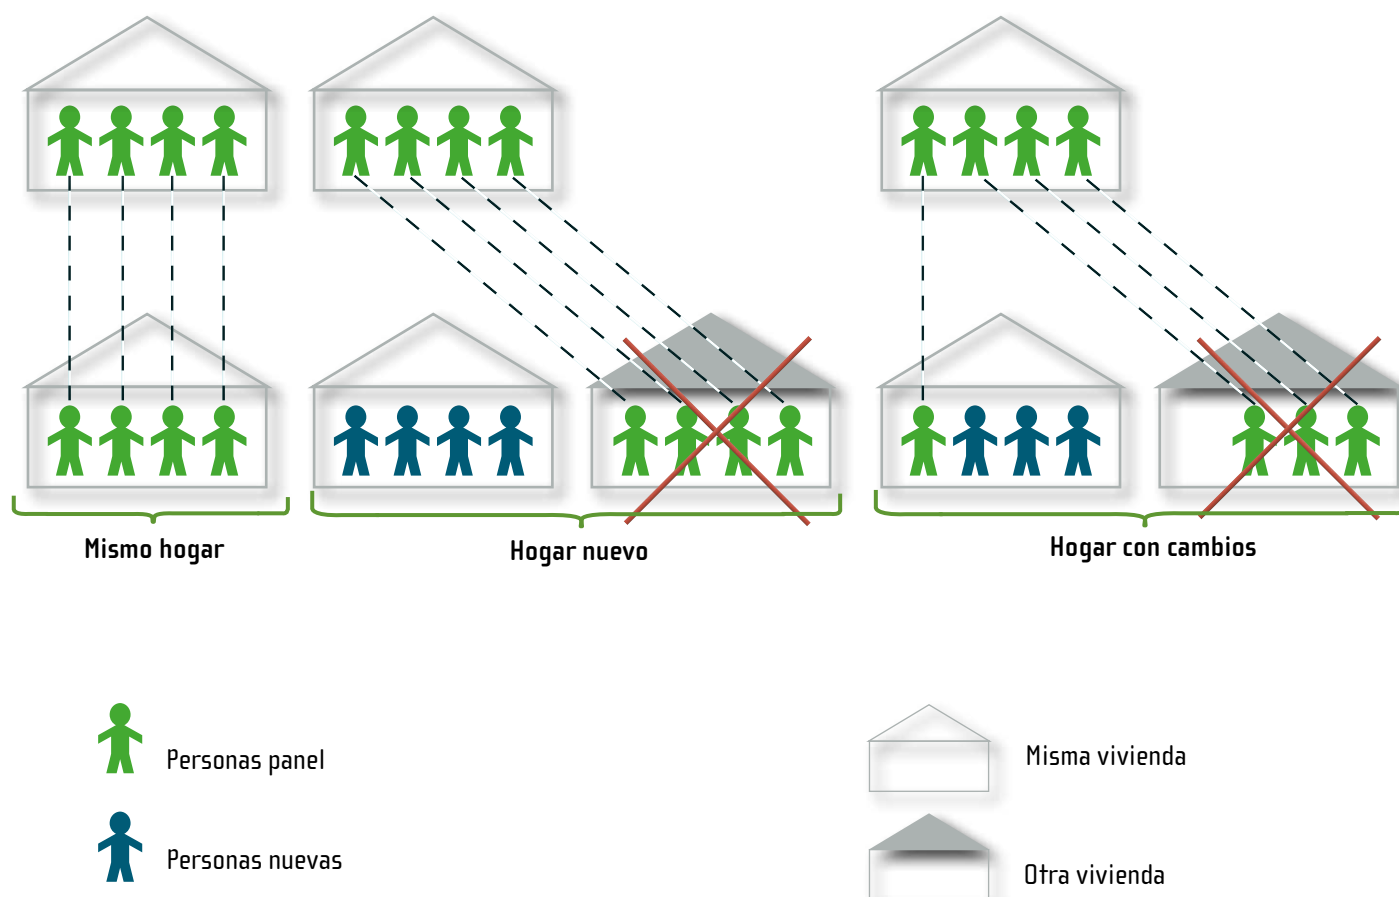 Mismo hogar
Hogar nuevo
Hogar con cambios
Personas panel
Misma vivienda
Personas nuevas
Otra vivienda